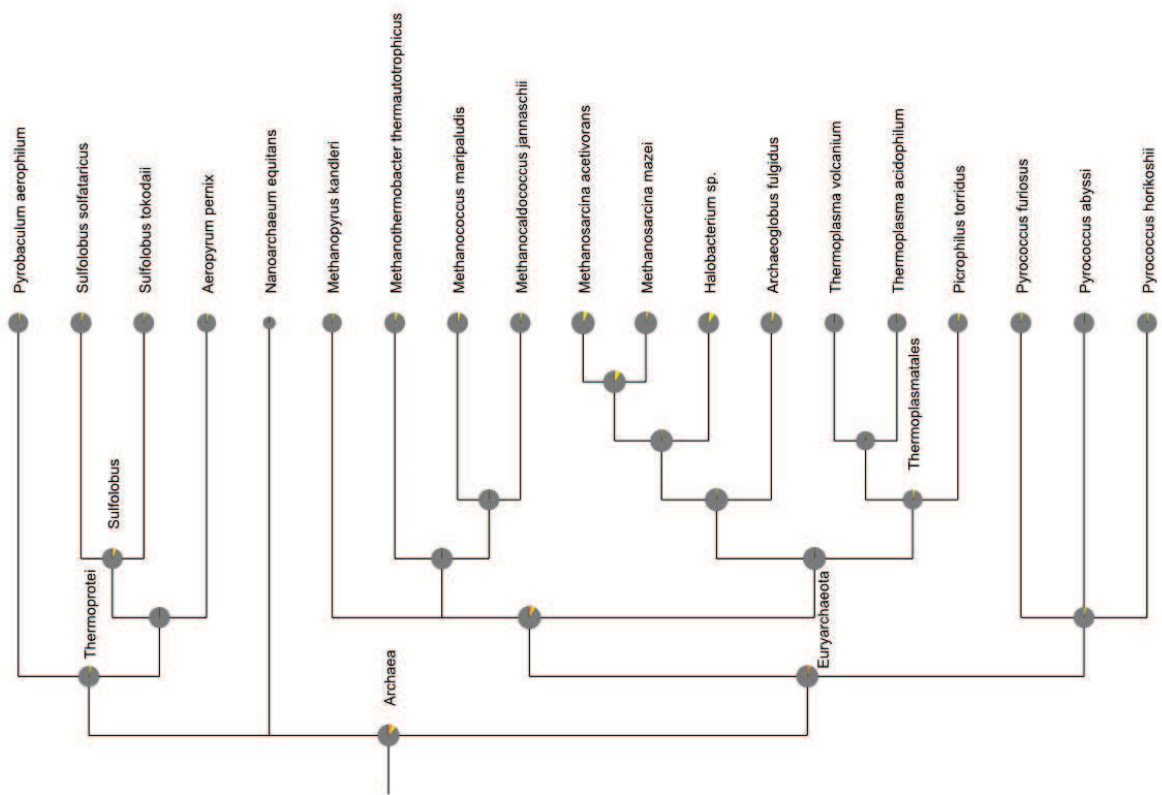 Pyrobaculum aerophilum
Sulfolobus solfataricus
Sulfolobus tokodaii
Aeropyrum pernix
Nanoarchaeum equitans
Methanopyrus kandleri
Methanothermobacter thermautotrophicus
Methanococcus maripaludis
Methanocaldococcus jannaschii
Methanosarcina acetivorans
Methanosarcina mazei
Halobacterium sp.
Archaeoglobus fulgidus
Thermoplasma volcanium
Thermoplasma acidophilum
Picrophilus torridus
Pyrococcus furiosus
Pyrococcus abyssi
Pyrococcus horikoshii
Thermoplasmatales
Sulfolobus
Thermoprotei
Euryarchaeota
Archaea